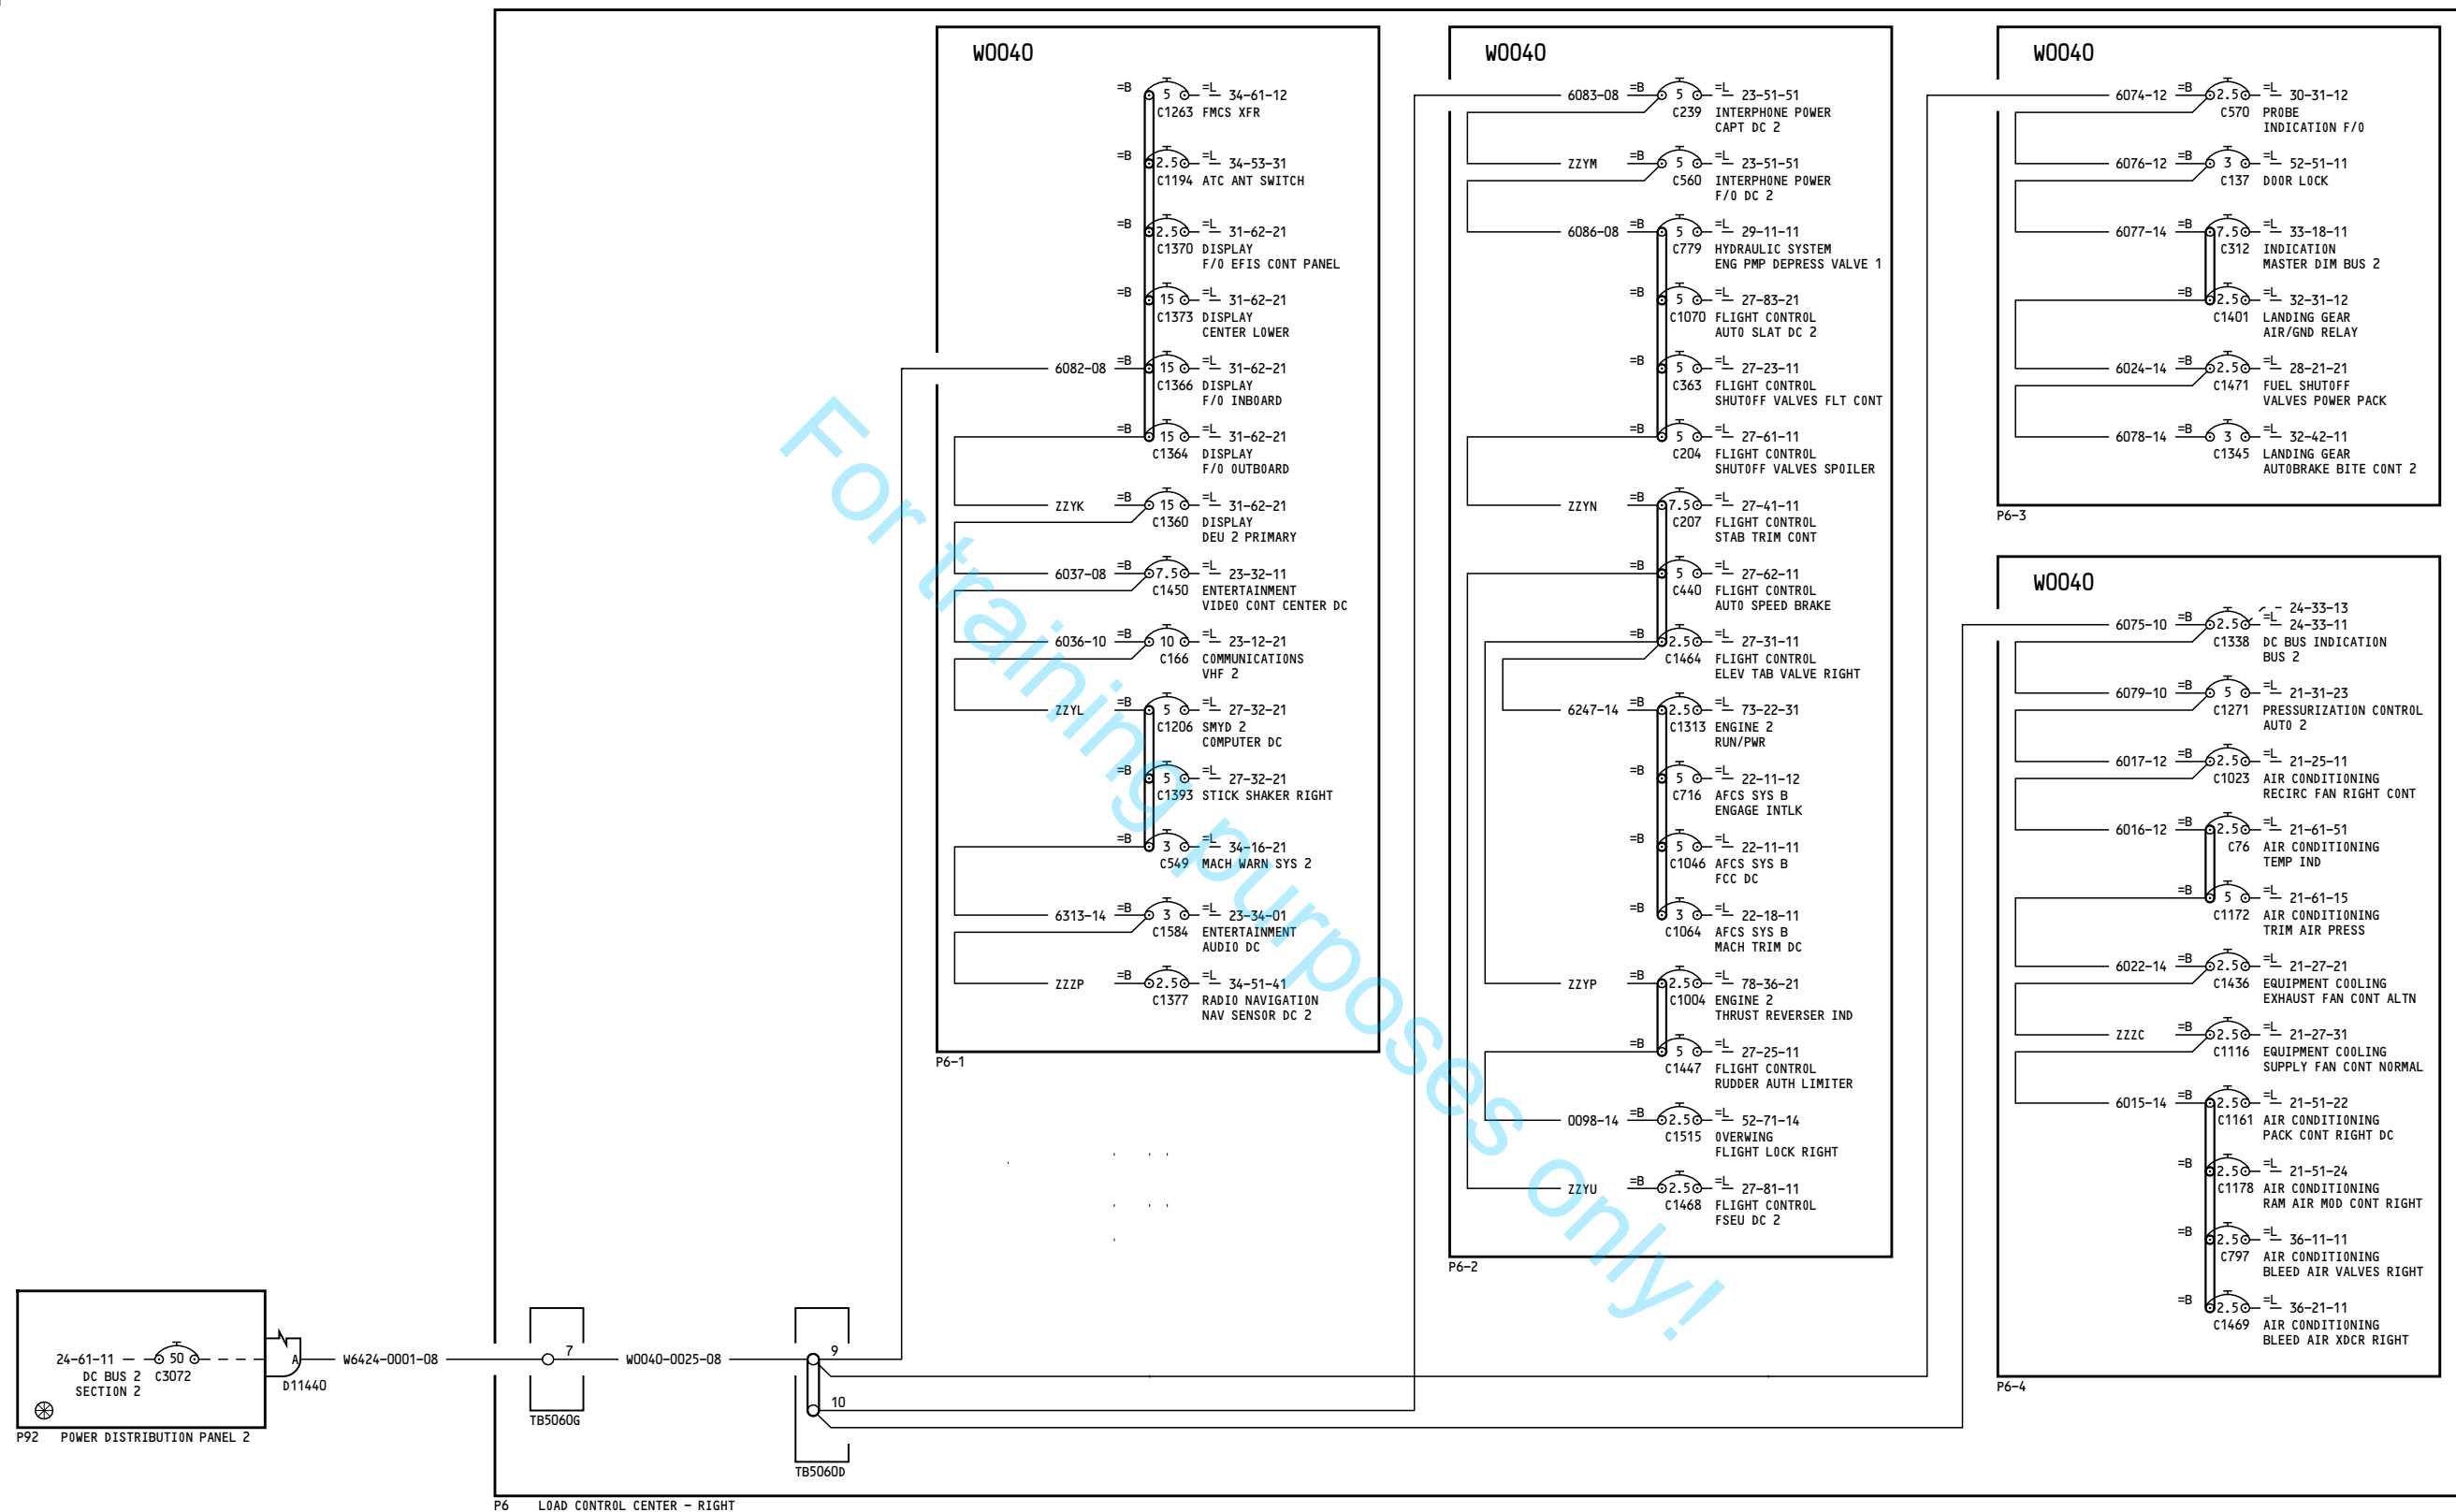 W0040
=B 5 =L 34-61-12
C1263 FMCS XFR
=B 2.5 =L 34-53-31
C1194 ATC ANT SWITCH
=B 2.5 =L 31-62-21
C1370 DISPLAY
F/O EFIS CONT PANEL
=B 15 =L 31-62-21
C1373 DISPLAY
CENTER LOWER
6082-08 =B 15 =L 31-62-21
C1366 DISPLAY
F/O INBOARD
=B 15 =L 31-62-21
C1364 DISPLAY
F/O OUTBOARD
ZZYK =B 15 =L 31-62-21
C1360 DISPLAY
DEU 2 PRIMARY
6037-08 =B 7.5 =L 23-32-11
C1450 ENTERTAINMENT
VIDEO CONT CENTER DC
6036-10 =B 10 =L 23-12-21
C166 COMMUNICATIONS
VHF 2
ZZYL =B 5 =L 27-32-21
C1206 SMYD 2
COMPUTER DC
=B 5 =L 27-32-21
C1393 STICK SHAKER RIGHT
=B 3 =L 34-16-21
C549 MACH WARN SYS 2
6313-14 =B 3 =L 23-34-01
C1584 ENTERTAINMENT
AUDIO DC
ZZZP =B 2.5 =L 34-51-41
C1377 RADIO NAVIGATION
NAV SENSOR DC 2
P6-1
W0040
6083-08 =B 5 =L 23-51-51
C239 INTERPHONE POWER
CAPT DC 2
ZZYM =B 5 =L 23-51-51
C560 INTERPHONE POWER
F/O DC 2
6086-08 =B 5 =L 29-11-11
C779 HYDRAULIC SYSTEM
ENG PMP DEPRESS VALVE 1
=B 5 =L 27-83-21
C1070 FLIGHT CONTROL
AUTO SLAT DC 2
=B 5 =L 27-23-11
C363 FLIGHT CONTROL
SHUTOFF VALVES FLT CONT
=B 5 =L 27-61-11
C204 FLIGHT CONTROL
SHUTOFF VALVES SPOILER
ZZYN =B 7.5 =L 27-41-11
C207 FLIGHT CONTROL
STAB TRIM CONT
=B 5 =L 27-62-11
C440 FLIGHT CONTROL
AUTO SPEED BRAKE
=B 2.5 =L 27-31-11
C1464 FLIGHT CONTROL
ELEV TAB VALVE RIGHT
6247-14 =B 2.5 =L 73-22-31
C1313 ENGINE 2
RUN/PWR
=B 5 =L 22-11-12
C716 AFCS SYS B
ENGAGE INTLK
=B 5 =L 22-11-11
C1046 AFCS SYS B
FCC DC
=B 3 =L 22-18-11
C1064 AFCS SYS B
MACH TRIM DC
ZZYP =B 2.5 =L 78-36-21
C1004 ENGINE 2
THRUST REVERSER IND
=B 5 =L 27-25-11
C1447 FLIGHT CONTROL
RUDDER AUTH LIMITER
0098-14 =B 2.5 =L 52-71-14
C1515 OVERWING
FLIGHT LOCK RIGHT
ZZYU =B 2.5 =L 27-81-11
C1468 FLIGHT CONTROL
FSEU DC 2
P6-2
W0040
6074-12 =B 2.5 =L 30-31-12
C570 PROBE
INDICATION F/O
6076-12 =B 3 =L 52-51-11
C137 DOOR LOCK
6077-14 =B 7.5 =L 33-18-11
C312 INDICATION
MASTER DIM BUS 2
=B 2.5 =L 32-31-12
C1401 LANDING GEAR
AIR/GND RELAY
6024-14 =B 2.5 =L 28-21-21
C1471 FUEL SHUTOFF
VALVES POWER PACK
6078-14 =B 3 =L 32-42-11
C1345 LANDING GEAR
AUTOBRAKE BITE CONT 2
P6-3
W0040
24-33-13
6075-10 =B 2.5 =L 24-33-11
C1338 DC BUS INDICATION
BUS 2
6079-10 =B 5 =L 21-31-23
C1271 PRESSURIZATION CONTROL
AUTO 2
6017-12 =B 2.5 =L 21-25-11
C1023 AIR CONDITIONING
RECIRC FAN RIGHT CONT
6016-12 =B 2.5 =L 21-61-51
C76 AIR CONDITIONING
TEMP IND
=B 5 =L 21-61-15
C1172 AIR CONDITIONING
TRIM AIR PRESS
6022-14 =B 2.5 =L 21-27-21
C1436 EQUIPMENT COOLING
EXHAUST FAN CONT ALTN
ZZZC =B 2.5 =L 21-27-31
C1116 EQUIPMENT COOLING
SUPPLY FAN CONT NORMAL
6015-14 =B 2.5 =L 21-51-22
C1161 AIR CONDITIONING
PACK CONT RIGHT DC
=B 2.5 =L 21-51-24
C1178 AIR CONDITIONING
RAM AIR MOD CONT RIGHT
=B 2.5 =L 36-11-11
C797 AIR CONDITIONING
BLEED AIR VALVES RIGHT
=B 2.5 =L 36-21-11
C1469 AIR CONDITIONING
BLEED AIR XDCR RIGHT
P6-4
24-61-11 50 A W6424-0001-08 7 W0040-0025-08 9
DC BUS 2 C3072
SECTION 2
D11440
10
TB5060G
P92 POWER DISTRIBUTION PANEL 2
TB5060D
P6 LOAD CONTROL CENTER - RIGHT
For training purposes only!